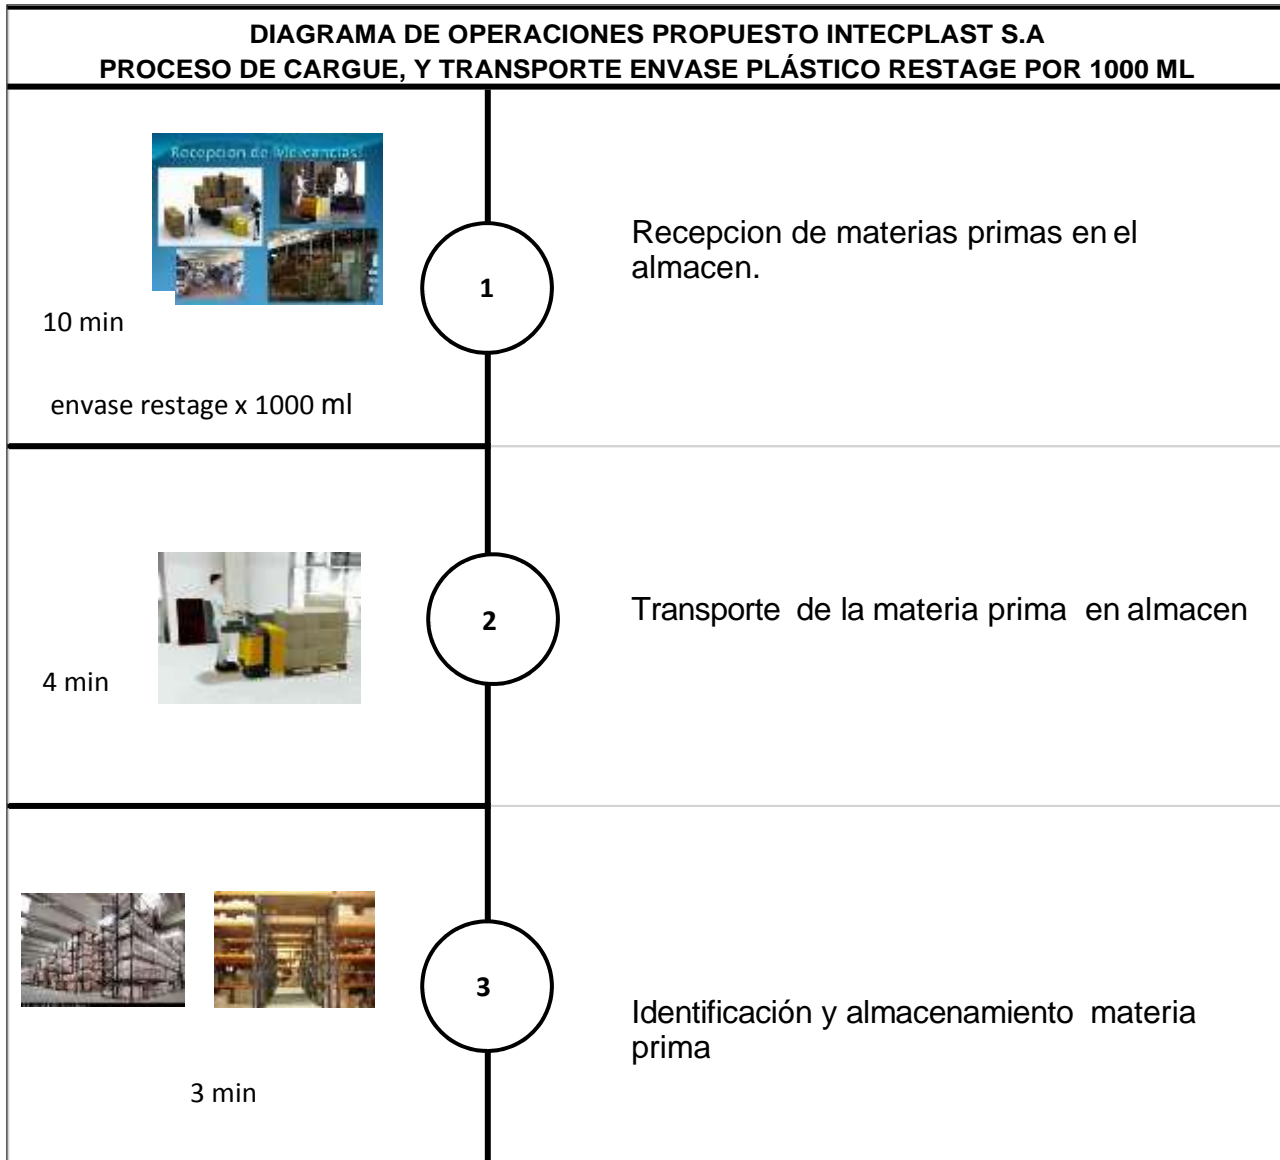 DIAGRAMA DE OPERACIONES PROPUESTO INTECPLAST S.A
PROCESO DE CARGUE, Y TRANSPORTE ENVASE PLÁSTICO RESTAGE POR 1000 ML
Recepcion de Mercancias
1
Recepcion de materias primas en el
almacen.
10 min
envase restage x 1000 ml
2
Transporte de la materia prima en almacen
4 min
3
Identificación y almacenamiento materia
prima
3 min